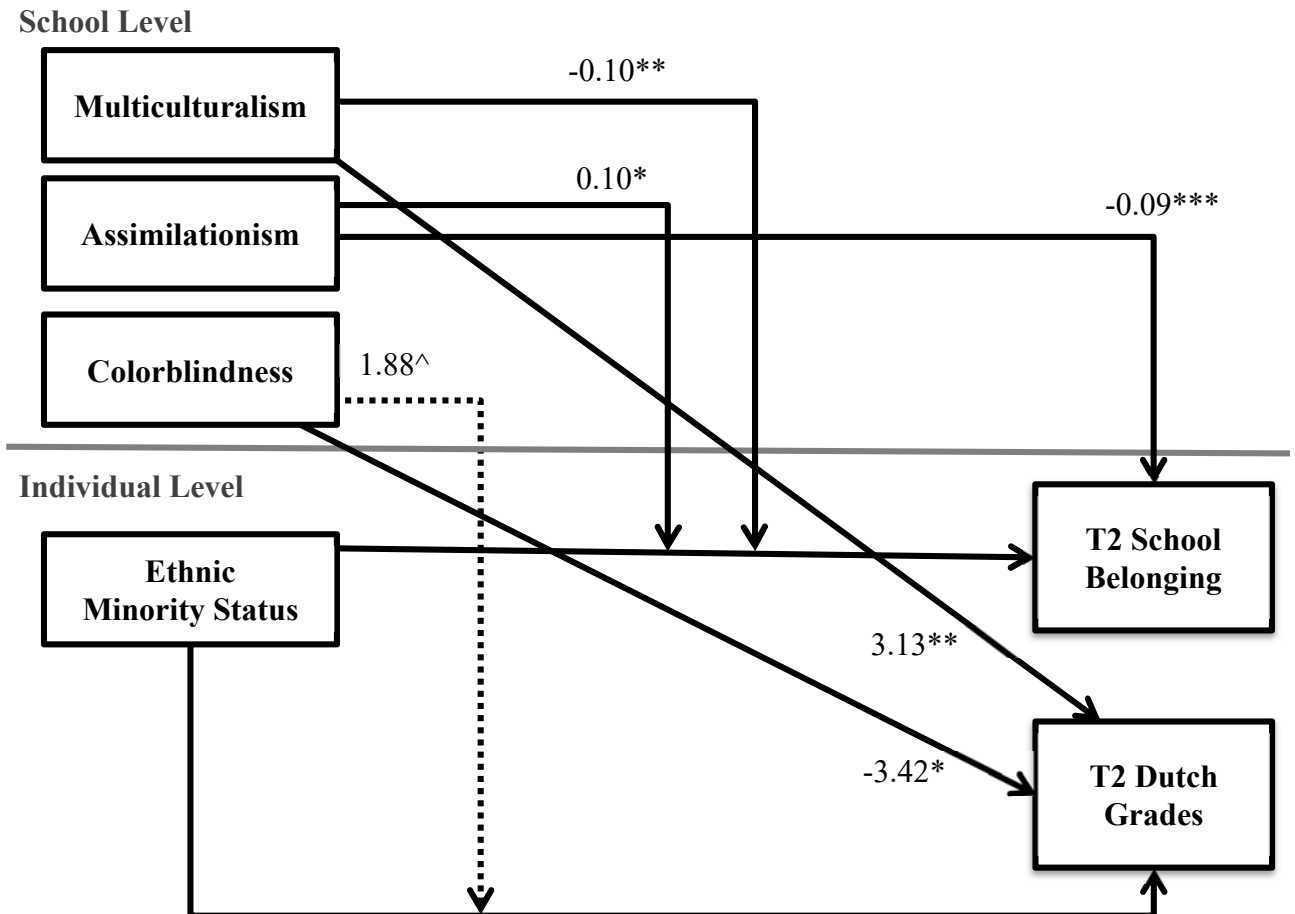 School Level
-0.10**
Multiculturalism
0.10*
-0.09***
Assimilationism
1.88^
Colorblindness
Individual Level
Ethnic
Minority Status
T2 School
Belonging
3.13**
-3.42*
T2 Dutch
Grades